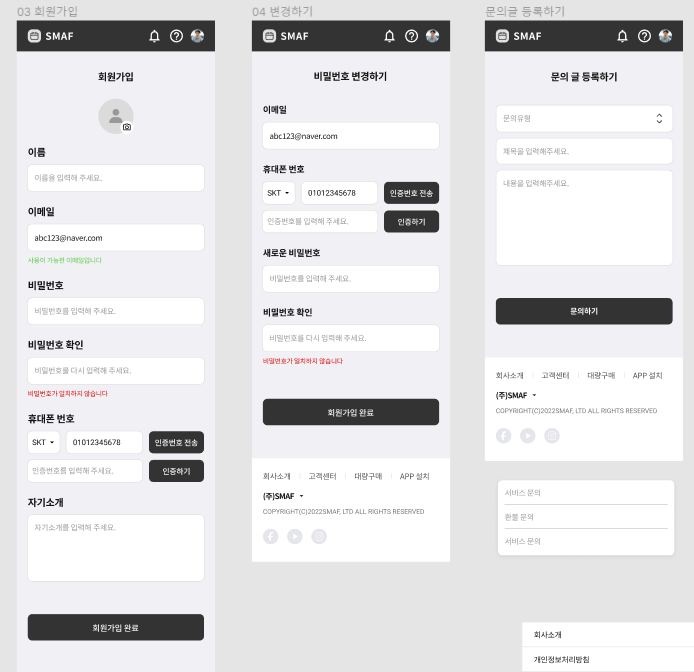 03 회원가입
SMAF
회원가입
이름
이름을 입력해 주세요.
이메일
abc123@naver.com
사용이 가능한 이메일입니다
비밀번호
비밀번호를 입력해 주세요.
비밀번호 확인
비밀번호를 다시 입력해 주세요.
비밀번호가 일치하지 않습니다
휴대폰 번호
SKT 01012345678 인증번호 전송
인증번호를 입력해 주세요. 인증하기
자기소개
자기소개를 입력해 주세요.
회원가입 완료
04 변경하기
SMAF
비밀번호 변경하기
이메일
abc123@naver.com
휴대폰 번호
SKT 01012345678 인증번호 전송
인증번호를 입력해 주세요. 인증하기
새로운 비밀번호
비밀번호를 입력해 주세요.
비밀번호 확인
비밀번호를 다시 입력해 주세요.
비밀번호가 일치하지 않습니다
회원가입 완료
회사소개 고객센터 대량구매 APP 설치
(주)SMAF
COPYRIGHT(C)2022SMAF, LTD ALL RIGHTS RESERVED
문의글 등록하기
SMAF
문의 글 등록하기
문의유형
제목을 입력해주세요.
내용을 입력해주세요.
문의하기
회사소개 고객센터 대량구매 APP 설치
(주)SMAF
COPYRIGHT(C)2022SMAF, LTD ALL RIGHTS RESERVED
서비스 문의
환불 문의
서비스 문의
회사소개
개인정보처리방침